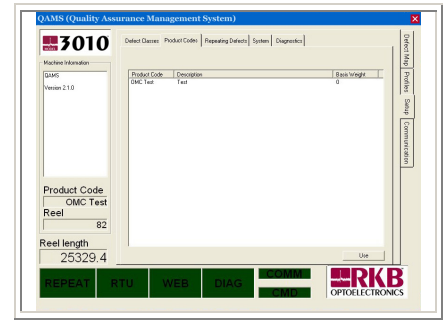 QAMS (Quality Assurance Management System)
3010
Machine Information
QAMS
Version 2.1.0
Product Code
OMC Test
Reel
82
Reel length
25329.4
Defect Classes Product Codes Repeating Defects System Diagnostics
Product Code Description Basis Weight
OMC Test Test 0
Use
Defect Map
Profiles
Setup
Communication
REPEAT RTU WEB DIAG COMM
CMD
RKB
OPTOELECTRONICS